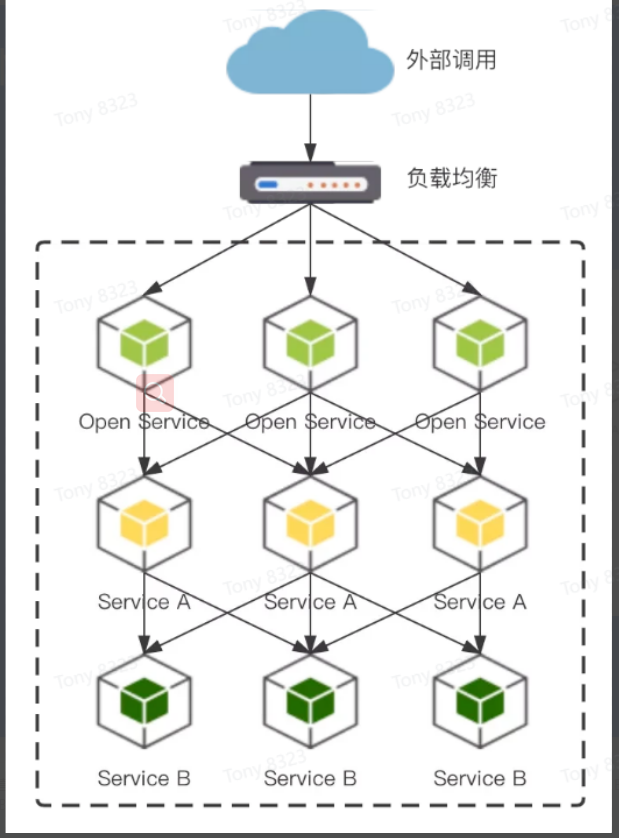 外部调用
负载均衡
Open Service Open Service Open Service
Service A Service A Service A
Service B Service B Service B
Tony 8323